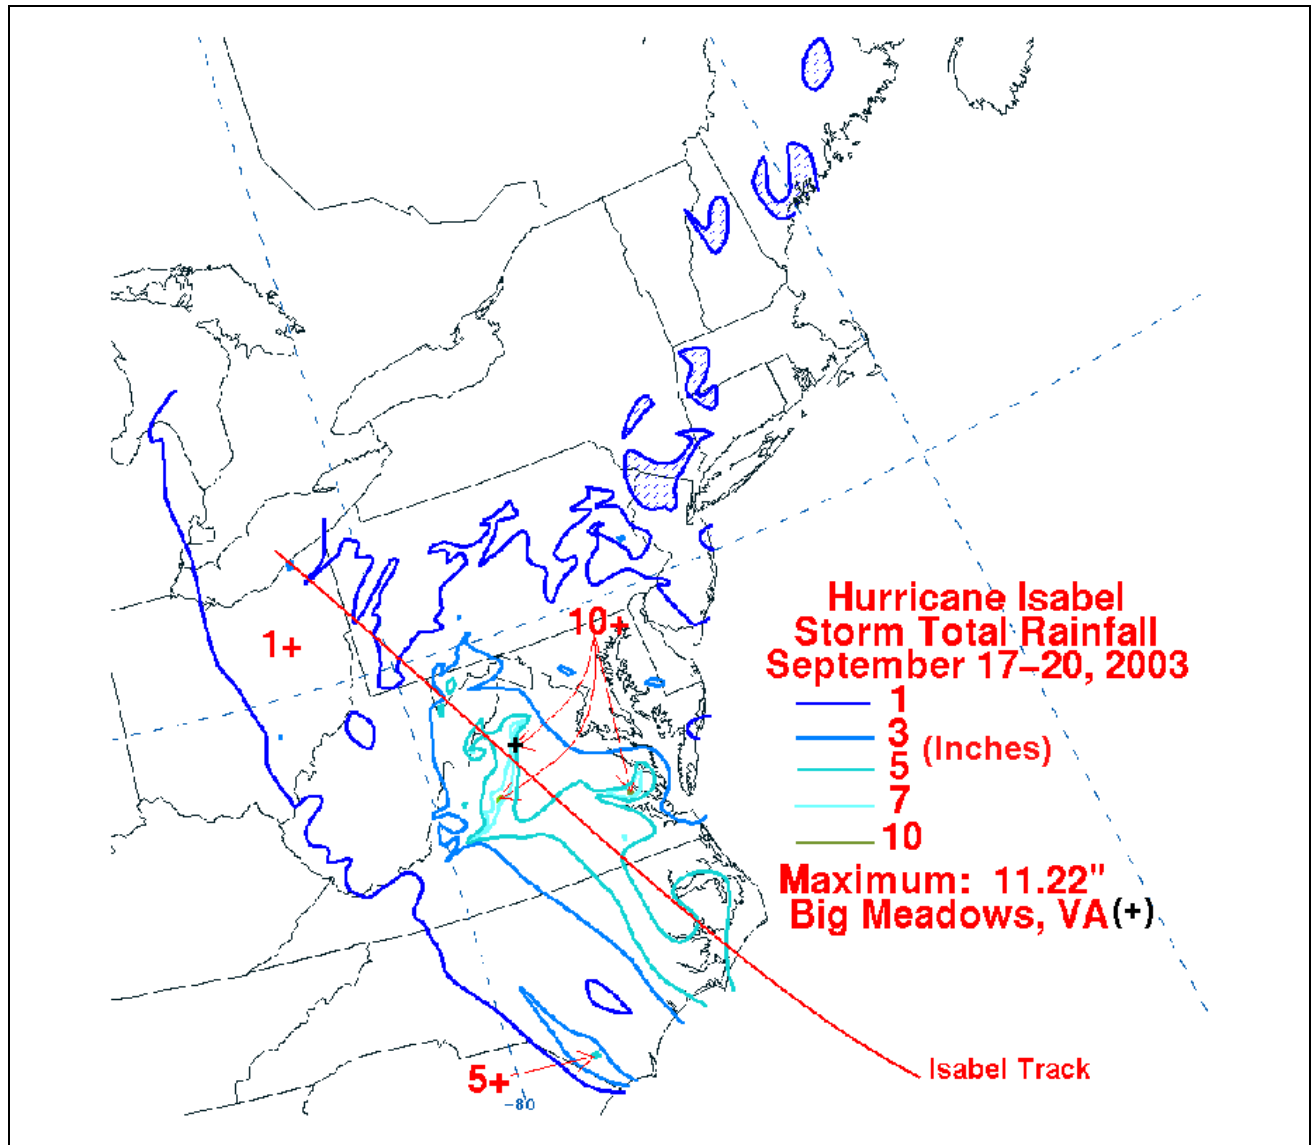 10+
1+
Hurricane Isabel
Storm Total Rainfall
September 17-20, 2003
1
3
(Inches)
5
7
10
Maximum: 11.22"
Big Meadows, VA(+)
Isabel Track
5+
-80